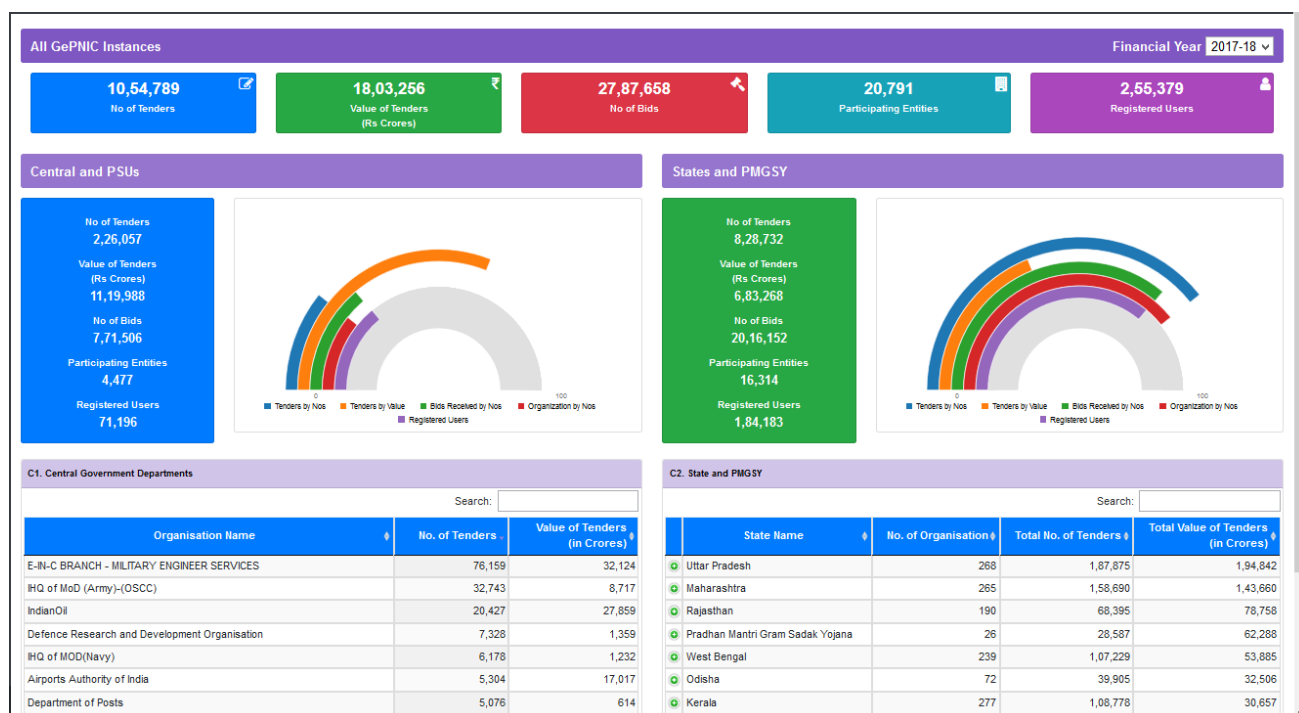 All GePNIC Instances
Financial Year 2017-18
10,54,789
No of Tenders
18,03,256
Value of Tenders
(Rs Crores)
27,87,658
No of Bids
20,791
Participating Entities
2,55,379
Registered Users
Central and PSUs
No of Tenders
2,26,057
Value of Tenders
(Rs Crores)
11,19,988
No of Bids
7,71,506
Participating Entities
4,477
Registered Users
71,196
0 100
Tenders by Nos Tenders by Value Bids Received by Nos Organization by Nos
Registered Users
States and PMGSY
No of Tenders
8,28,732
Value of Tenders
(Rs Crores)
6,83,268
No of Bids
20,16,152
Participating Entities
16,314
Registered Users
1,84,183
0 100
Tenders by Nos Tenders by Value Bids Received by Nos Organization by Nos
Registered Users
C1. Central Government Departments
Search:
Organisation Name No. of Tenders Value of Tenders
(in Crores)
E-IN-C BRANCH - MILITARY ENGINEER SERVICES 76,159 32,124
IHQ of MoD (Army)-(OSCC) 32,743 8,717
IndianOil 20,427 27,859
Defence Research and Development Organisation 7,328 1,359
IHQ of MOD(Navy) 6,178 1,232
Airports Authority of India 5,304 17,017
Department of Posts 5,076 614
C2. State and PMGSY
Search:
State Name No. of Organisation Total No. of Tenders Total Value of Tenders
(in Crores)
Uttar Pradesh 268 1,87,875 1,94,842
Maharashtra 265 1,58,690 1,43,660
Rajasthan 190 68,395 78,758
Pradhan Mantri Gram Sadak Yojana 26 28,587 62,288
West Bengal 239 1,07,229 53,885
Odisha 72 39,905 32,506
Kerala 277 1,08,778 30,657